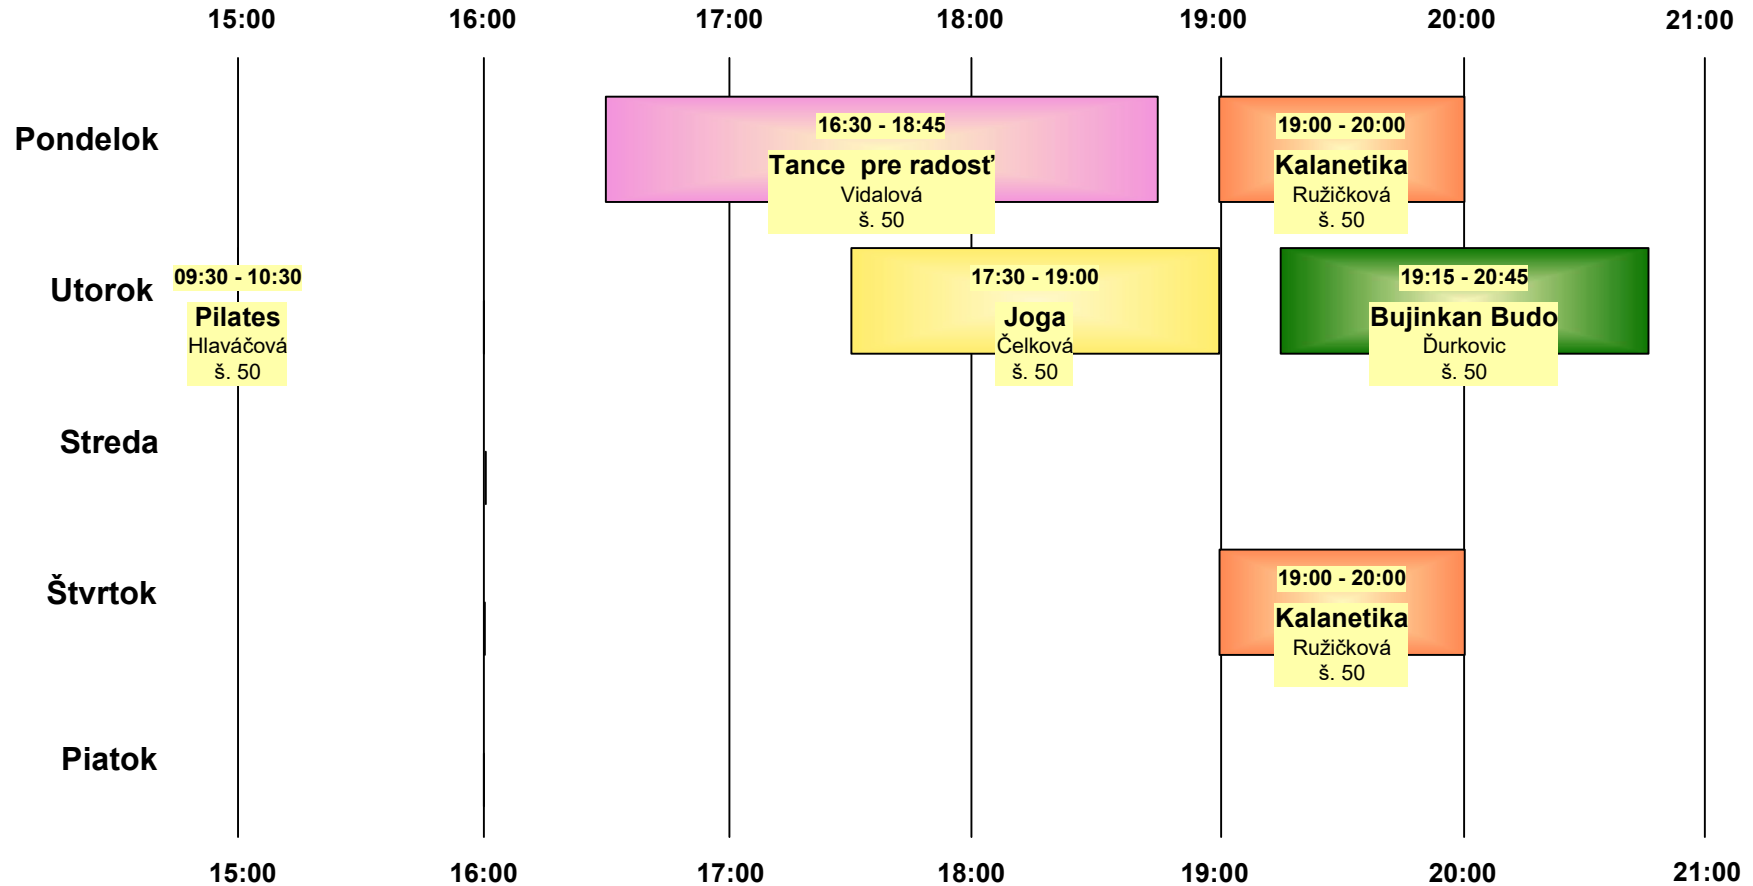 15:00 16:00 17:00 18:00 19:00 20:00 21:00
Pondelok
16:30 - 18:45
Tance  pre radosť
Vidalová
š. 50
19:00 - 20:00
Kalanetika
Ružičková
š. 50
Utorok
09:30 - 10:30
Pilates
Hlaváčová
š. 50
17:30 - 19:00
Joga
Čelková
š. 50
19:15 - 20:45
Bujinkan Budo
Ďurkovic
š. 50
Streda
Štvrtok
19:00 - 20:00
Kalanetika
Ružičková
š. 50
Piatok
15:00 16:00 17:00 18:00 19:00 20:00 21:00